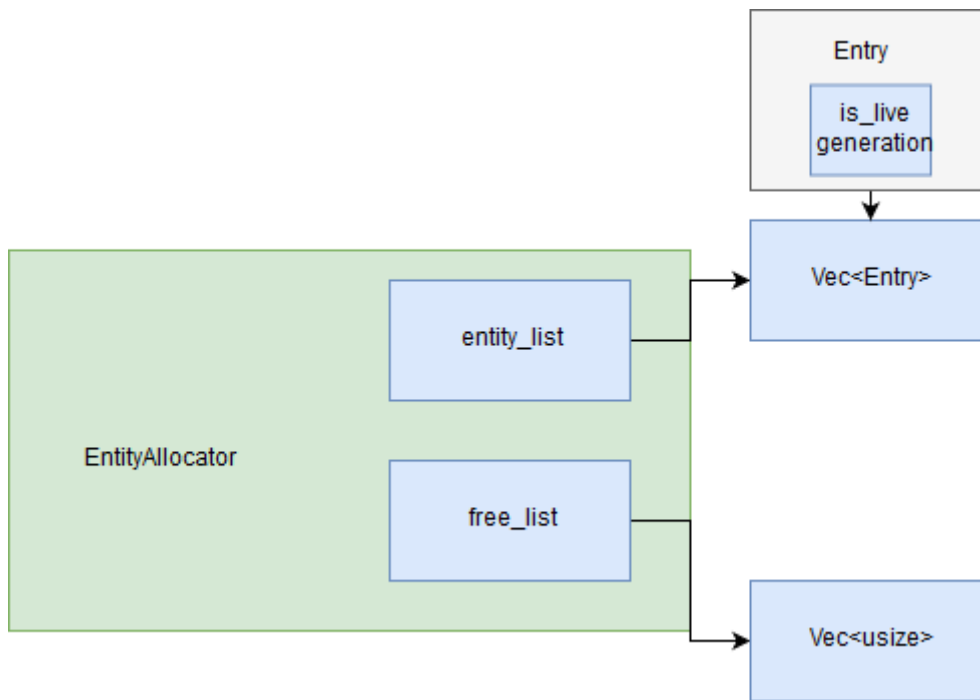 Entry
is_live
generation
Vec<Entry>
entity_list
EntityAllocator
free_list
Vec<usize>